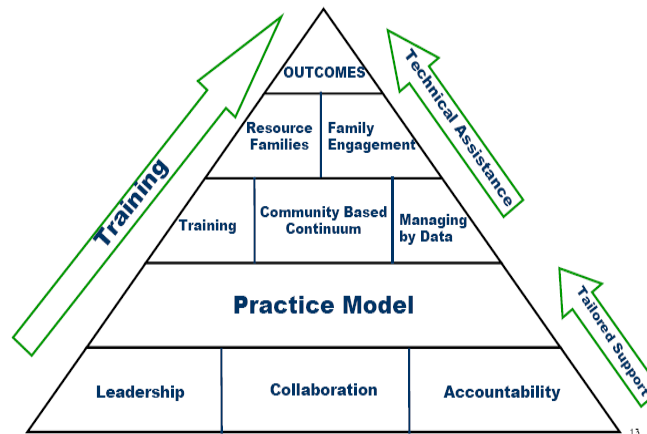 OUTCOMES
Resource
Families
Family
Engagement
Training
Community Based
Continuum
Managing
by Data
Practice Model
Leadership
Collaboration
Accountability
Training
Technical Assistance
Tailored Support
13